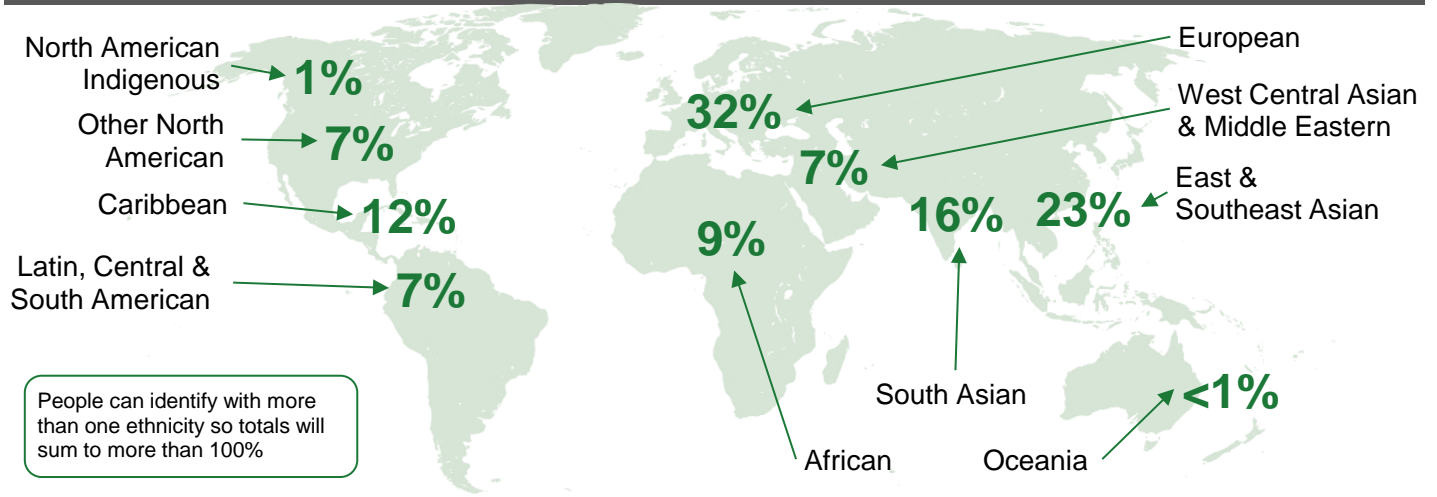 North American
Indigenous
1%
Other North
American
7%
Caribbean
12%
Latin, Central &
South American
7%
People can identify with more
than one ethnicity so totals will
sum to more than 100%
European
32%
West Central Asian
& Middle Eastern
7%
East &
Southeast Asian
23%
16%
South Asian
9%
African
<1%
Oceania